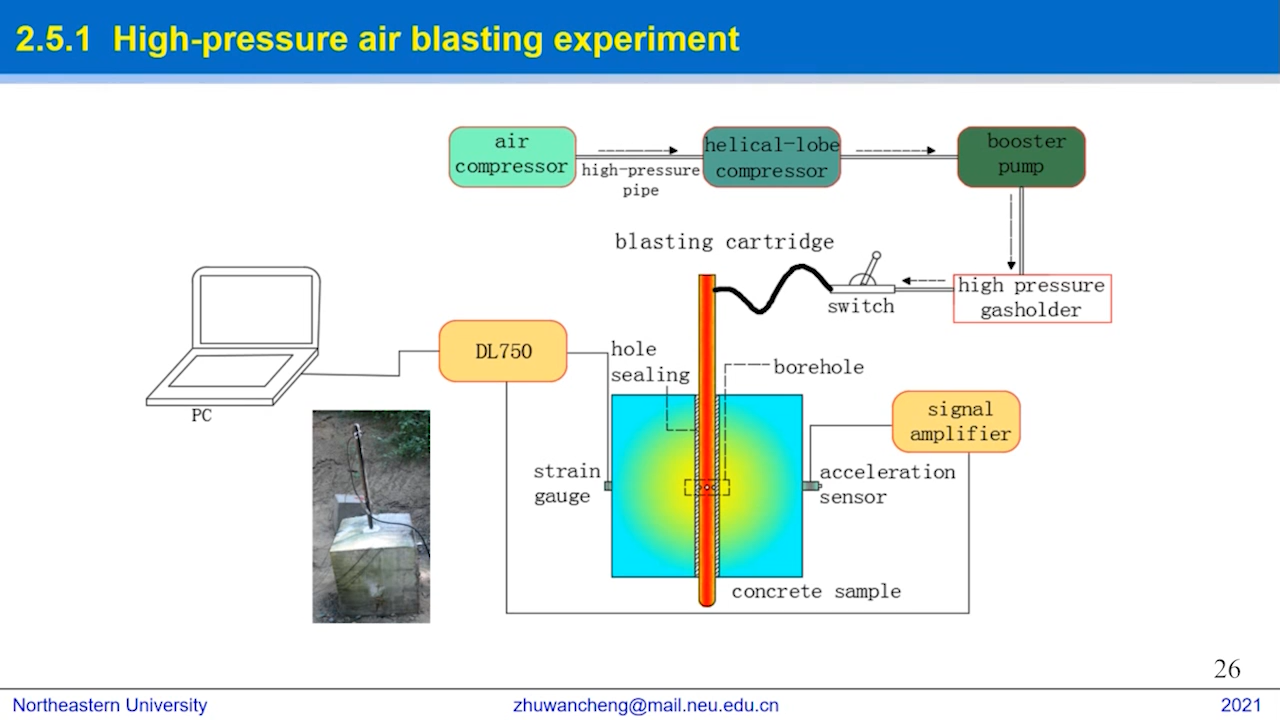 2.5.1 High-pressure air blasting experiment
air
compressor
high-pressure
pipe
helical-lobe
compressor
booster
pump
blasting cartridge
switch
high pressure
gasholder
DL750
hole
sealing
borehole
PC
signal
amplifier
strain
gauge
acceleration
sensor
concrete sample
26
Northeastern University
zhuwancheng@mail.neu.edu.cn
2021